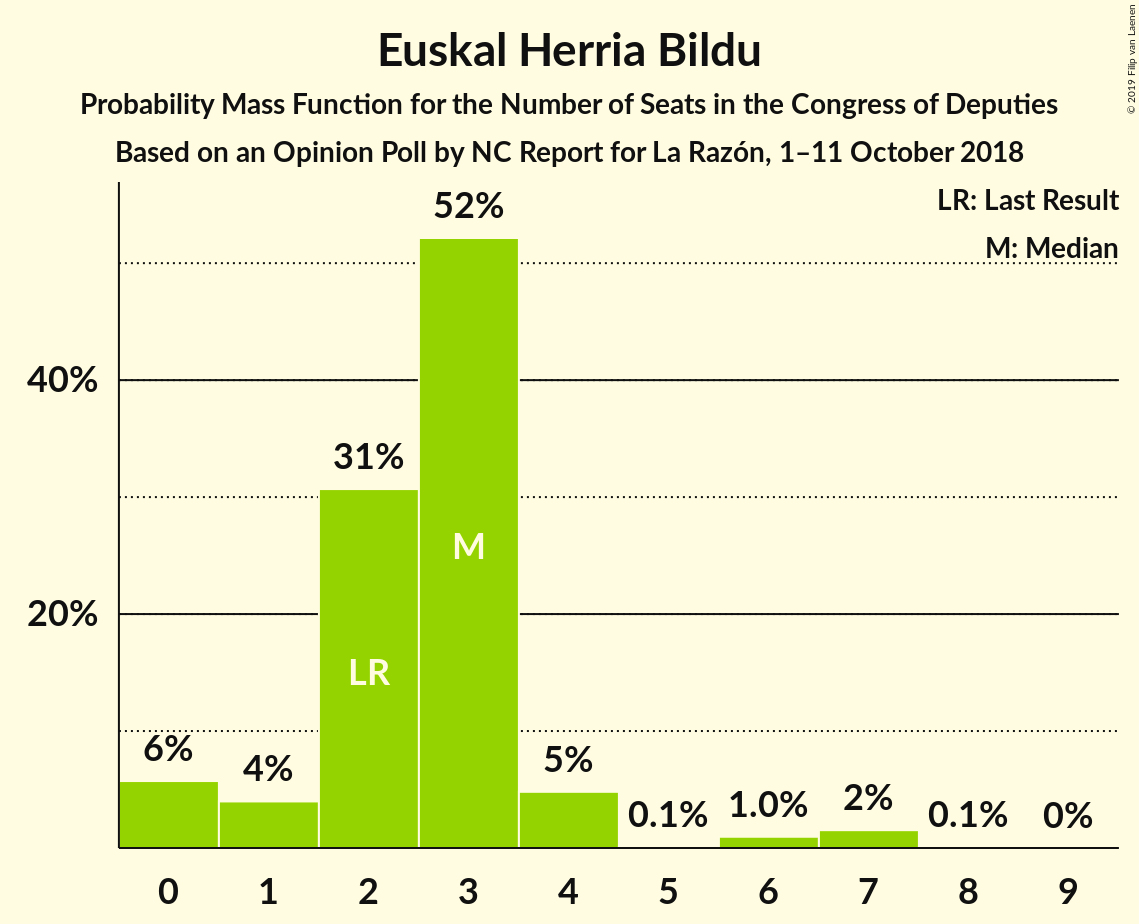 Euskal Herria Bildu
Probability Mass Function for the Number of Seats in the Congress of Deputies
Based on an Opinion Poll by NC Report for La Razón, 1–11 October 2018
© 2019 Filip van Laenen
LR: Last Result
M: Median
40%
20%
6%
4%
31%
52%
5%
0.1%
1.0%
2%
0.1%
0%
LR
M
0 1 2 3 4 5 6 7 8 9